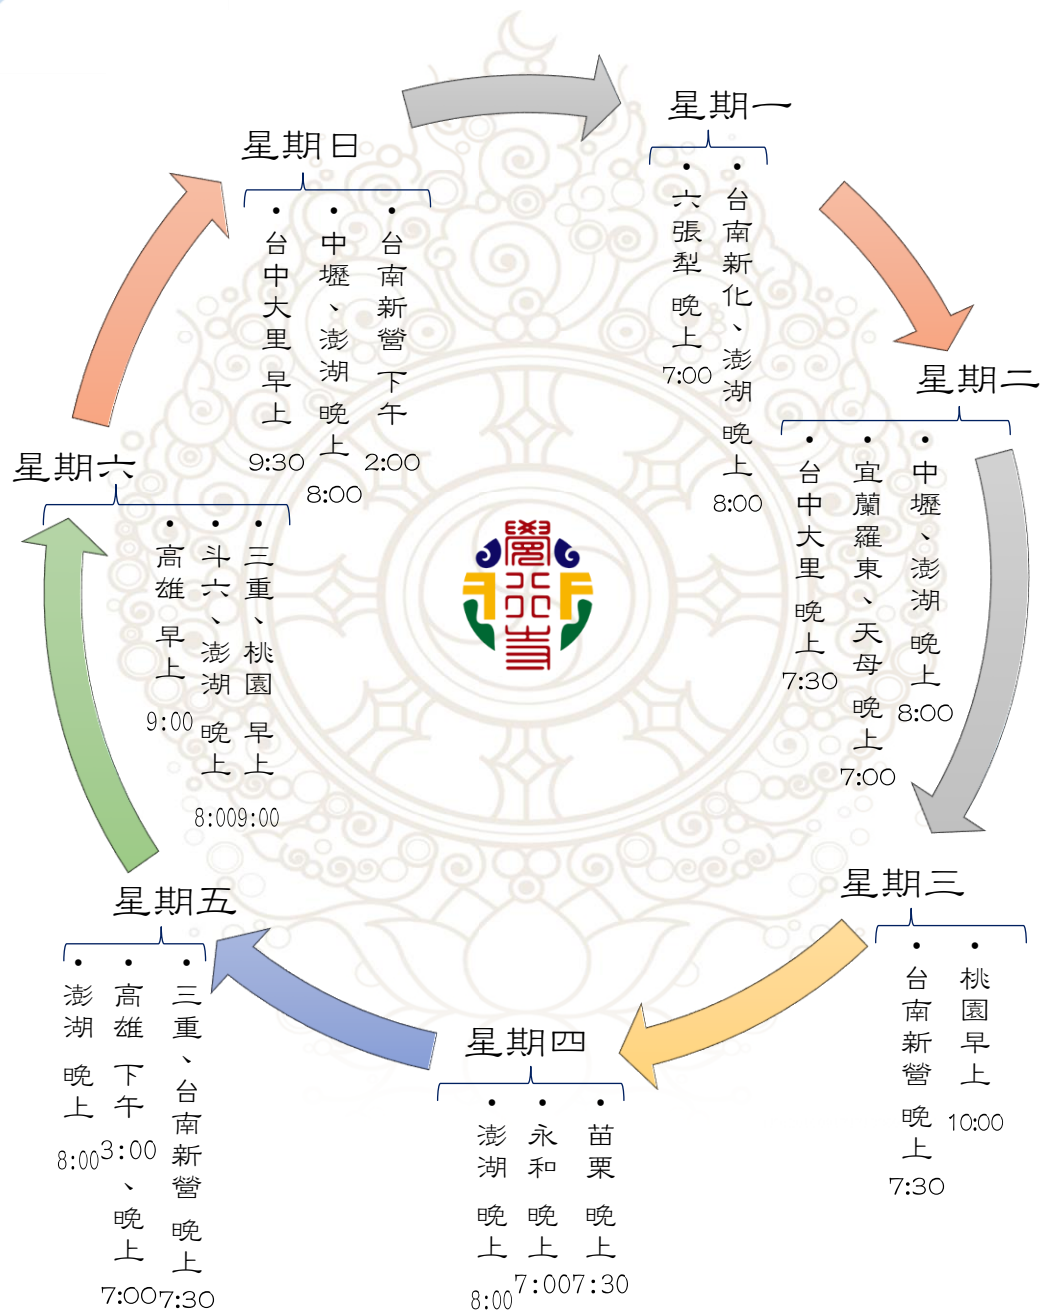 星期一
台南新化、澎湖 晚上 8:00
六張犁 晚上 7:00
星期二
中壢、澎湖 晚上 8:00
宜蘭羅東、天母 晚上 7:00
台中大里 晚上 7:30
星期三
桃園早上 10:00
台南新營 晚上 7:30
星期四
苗栗 晚上 7:30
永和 晚上 7:00
澎湖 晚上 8:00
星期五
三重、台南新營 晚上 7:30
高雄 下午 3:00、晚上 7:00
澎湖 晚上 8:00
星期六
三重、桃園 早上 9:00
斗六、澎湖 晚上 8:00
高雄 早上 9:00
星期日
台南新營 下午 2:00
中壢、澎湖 晚上 8:00
台中大里 早上 9:30